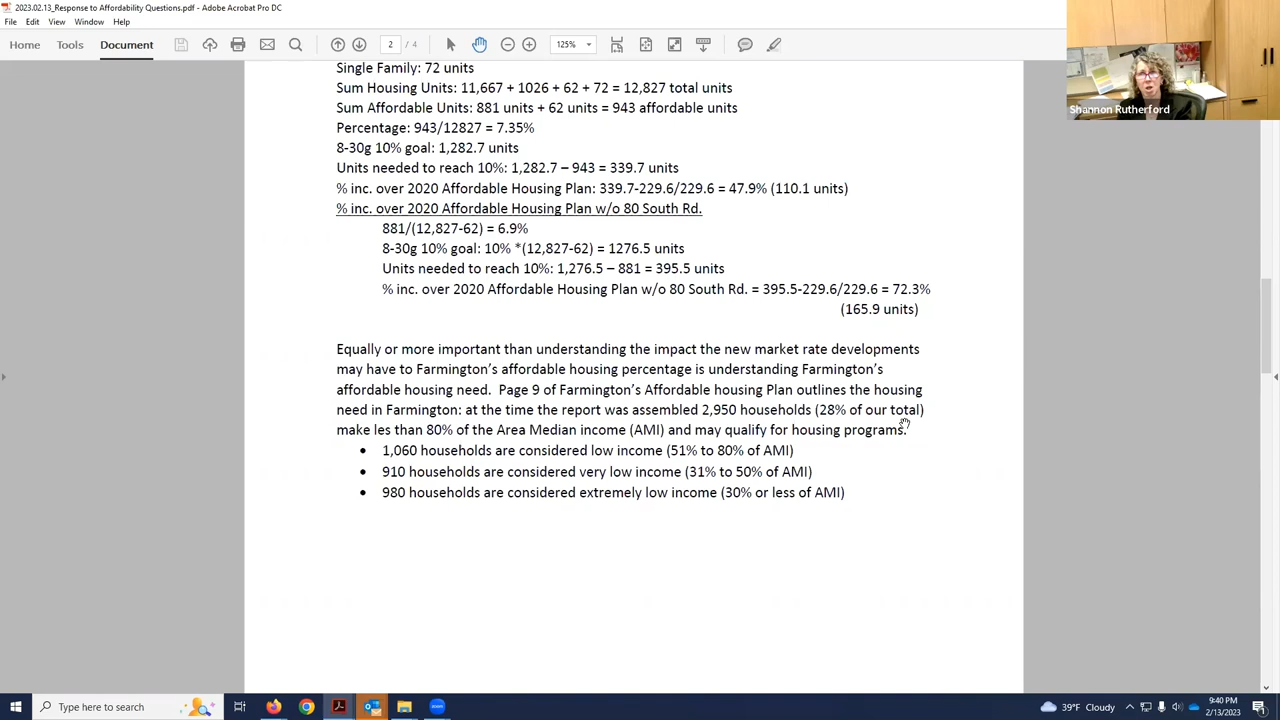 2023.02.13_Response to Affordability Questions.pdf - Adobe Acrobat Pro DC
File Edit View Window Help
Home Tools Document 2 / 4 125%
Shannon Rutherford
Single Family: 72 units
Sum Housing Units: 11,667 + 1026 + 62 + 72 = 12,827 total units
Sum Affordable Units: 881 units + 62 units = 943 affordable units
Percentage: 943/12827 = 7.35%
8-30g 10% goal: 1,282.7 units
Units needed to reach 10%: 1,282.7 – 943 = 339.7 units
% inc. over 2020 Affordable Housing Plan: 339.7-229.6/229.6 = 47.9% (110.1 units)
% inc. over 2020 Affordable Housing Plan w/o 80 South Rd.
881/(12,827-62) = 6.9%
8-30g 10% goal: 10% *(12,827-62) = 1276.5 units
Units needed to reach 10%: 1,276.5 – 881 = 395.5 units
% inc. over 2020 Affordable Housing Plan w/o 80 South Rd. = 395.5-229.6/229.6 = 72.3%
(165.9 units)
Equally or more important than understanding the impact the new market rate developments
may have to Farmington's affordable housing percentage is understanding Farmington's
affordable housing need.  Page 9 of Farmington's Affordable housing Plan outlines the housing
need in Farmington: at the time the report was assembled 2,950 households (28% of our total)
make les than 80% of the Area Median income (AMI) and may qualify for housing programs.
• 1,060 households are considered low income (51% to 80% of AMI)
• 910 households are considered very low income (31% to 50% of AMI)
• 980 households are considered extremely low income (30% or less of AMI)
Type here to search
39°F Cloudy
9:40 PM
2/13/2023